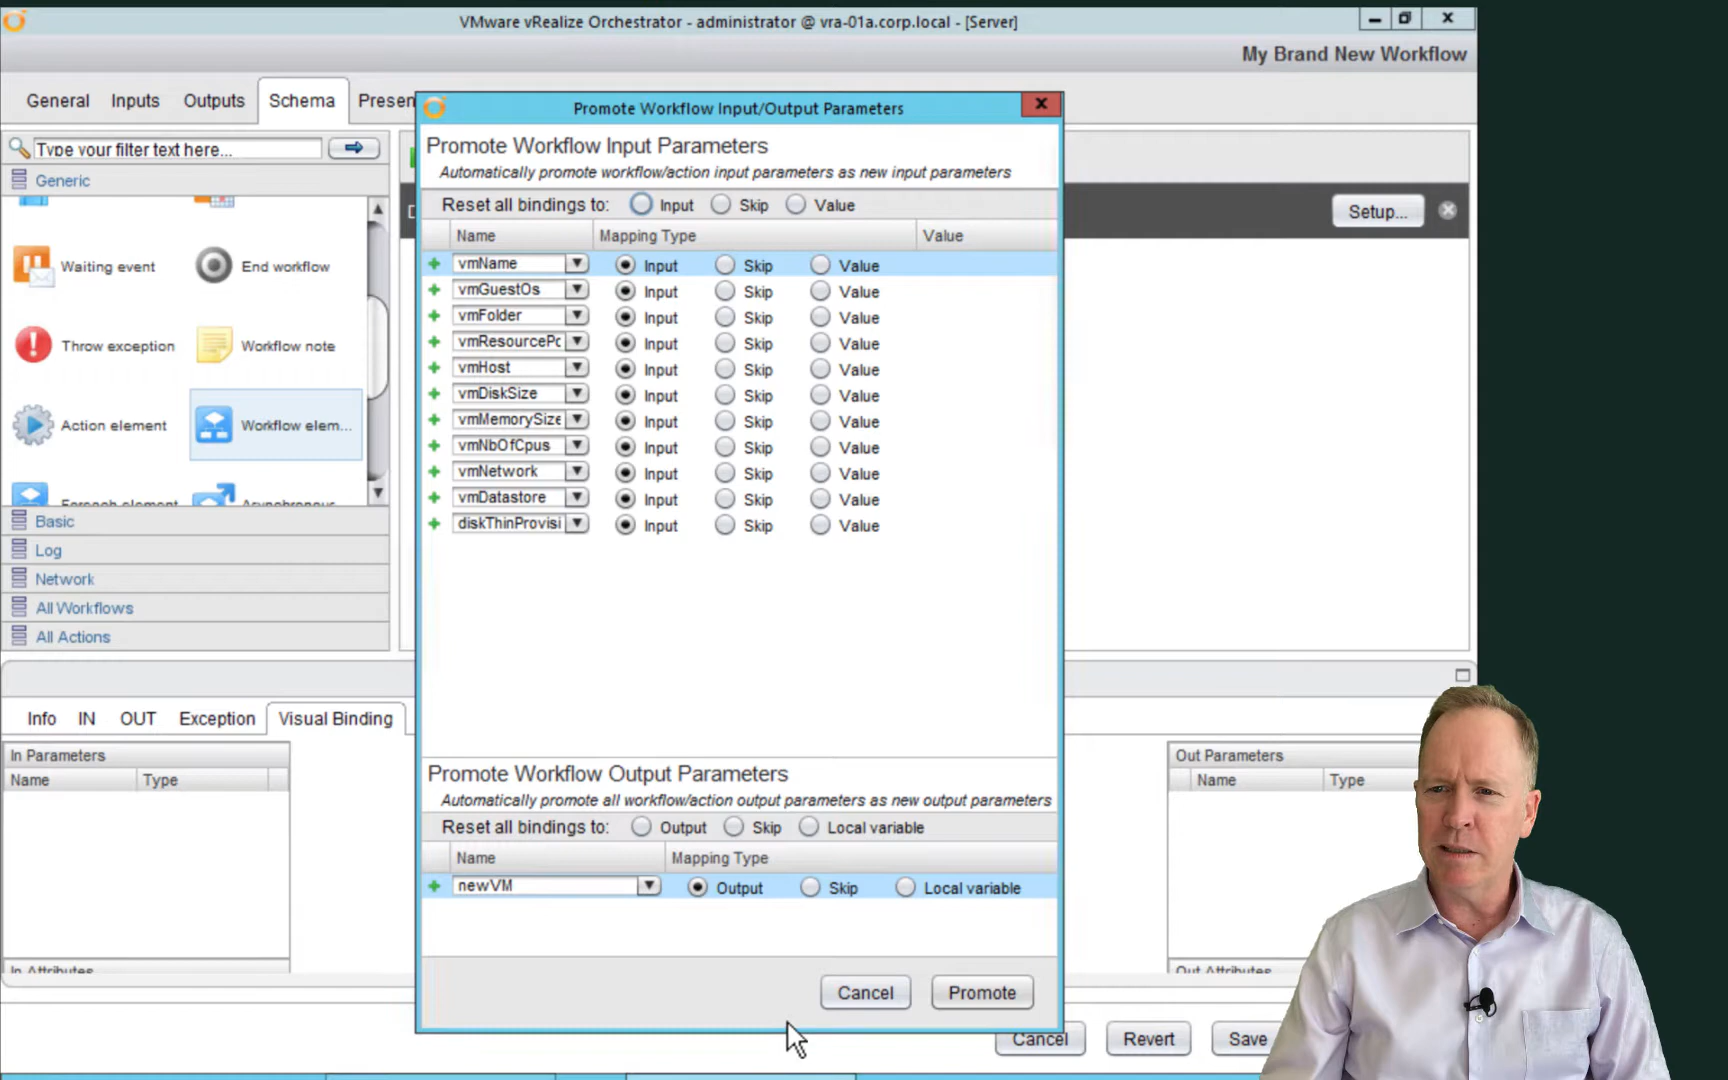 VMware vRealize Orchestrator - administrator @ vra-01a.corp.local - [Server]
My Brand New Workflow
General Inputs Outputs Schema Presen
Type your filter text here...
Generic
Waiting event End workflow
Throw exception Workflow note
Action element Workflow elem...
Foreach element Asynchronous
Basic
Log
Network
All Workflows
All Actions
Setup...
Promote Workflow Input/Output Parameters
Promote Workflow Input Parameters
Automatically promote workflow/action input parameters as new input parameters
Reset all bindings to: Input Skip Value
Name Mapping Type Value
vmName Input Skip Value
vmGuestOs Input Skip Value
vmFolder Input Skip Value
vmResourcePc Input Skip Value
vmHost Input Skip Value
vmDiskSize Input Skip Value
vmMemorySize Input Skip Value
vmNbOfCpus Input Skip Value
vmNetwork Input Skip Value
vmDatastore Input Skip Value
diskThinProvisi Input Skip Value
Promote Workflow Output Parameters
Automatically promote all workflow/action output parameters as new output parameters
Reset all bindings to: Output Skip Local variable
Name Mapping Type
newVM Output Skip Local variable
Cancel Promote
Info IN OUT Exception Visual Binding
In Parameters
Name Type
In Attributes
Out Parameters
Name Type
Out Attributes
Cancel Revert Save